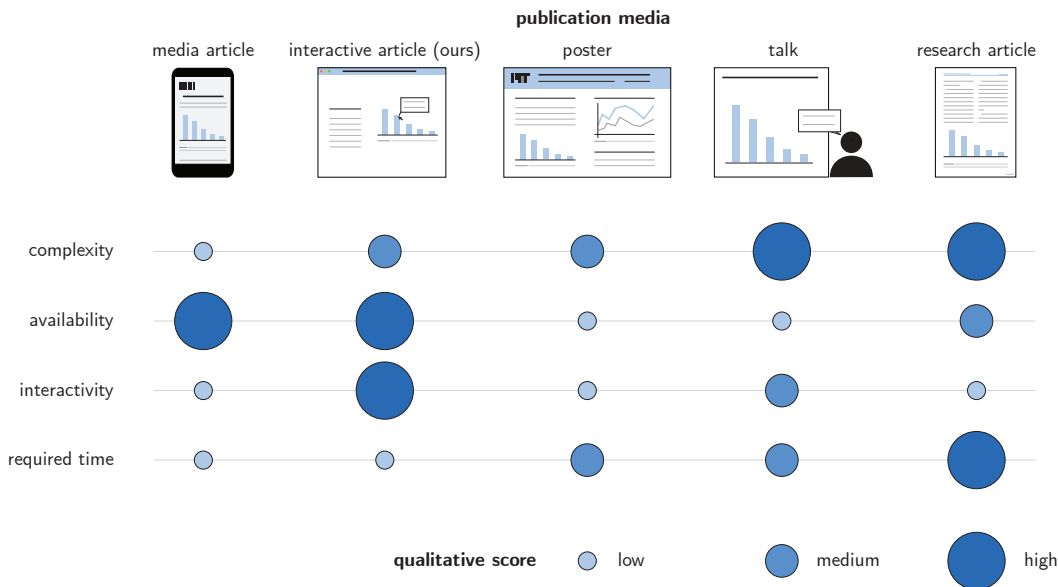 publication media
media article
interactive article (ours)
poster
talk
research article
complexity
availability
interactivity
required time
qualitative score
low
medium
high